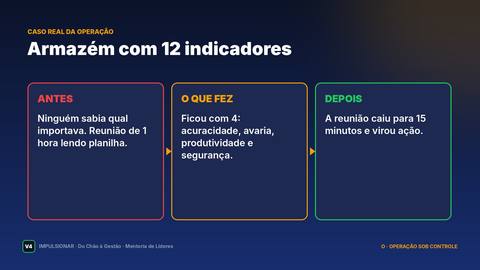 CASO REAL DA OPERAÇÃO
Armazém com 12 indicadores
ANTES
Ninguém sabia qual
importava. Reunião de 1
hora lendo planilha.
O QUE FEZ
Ficou com 4:
acuracidade, avaria,
produtividade e
segurança.
DEPOIS
A reunião caiu para 15
minutos e virou ação.
V4 IMPULSIONAR · Do Chão à Gestão · Mentoria de Líderes
O · OPERAÇÃO SOB CONTROLE